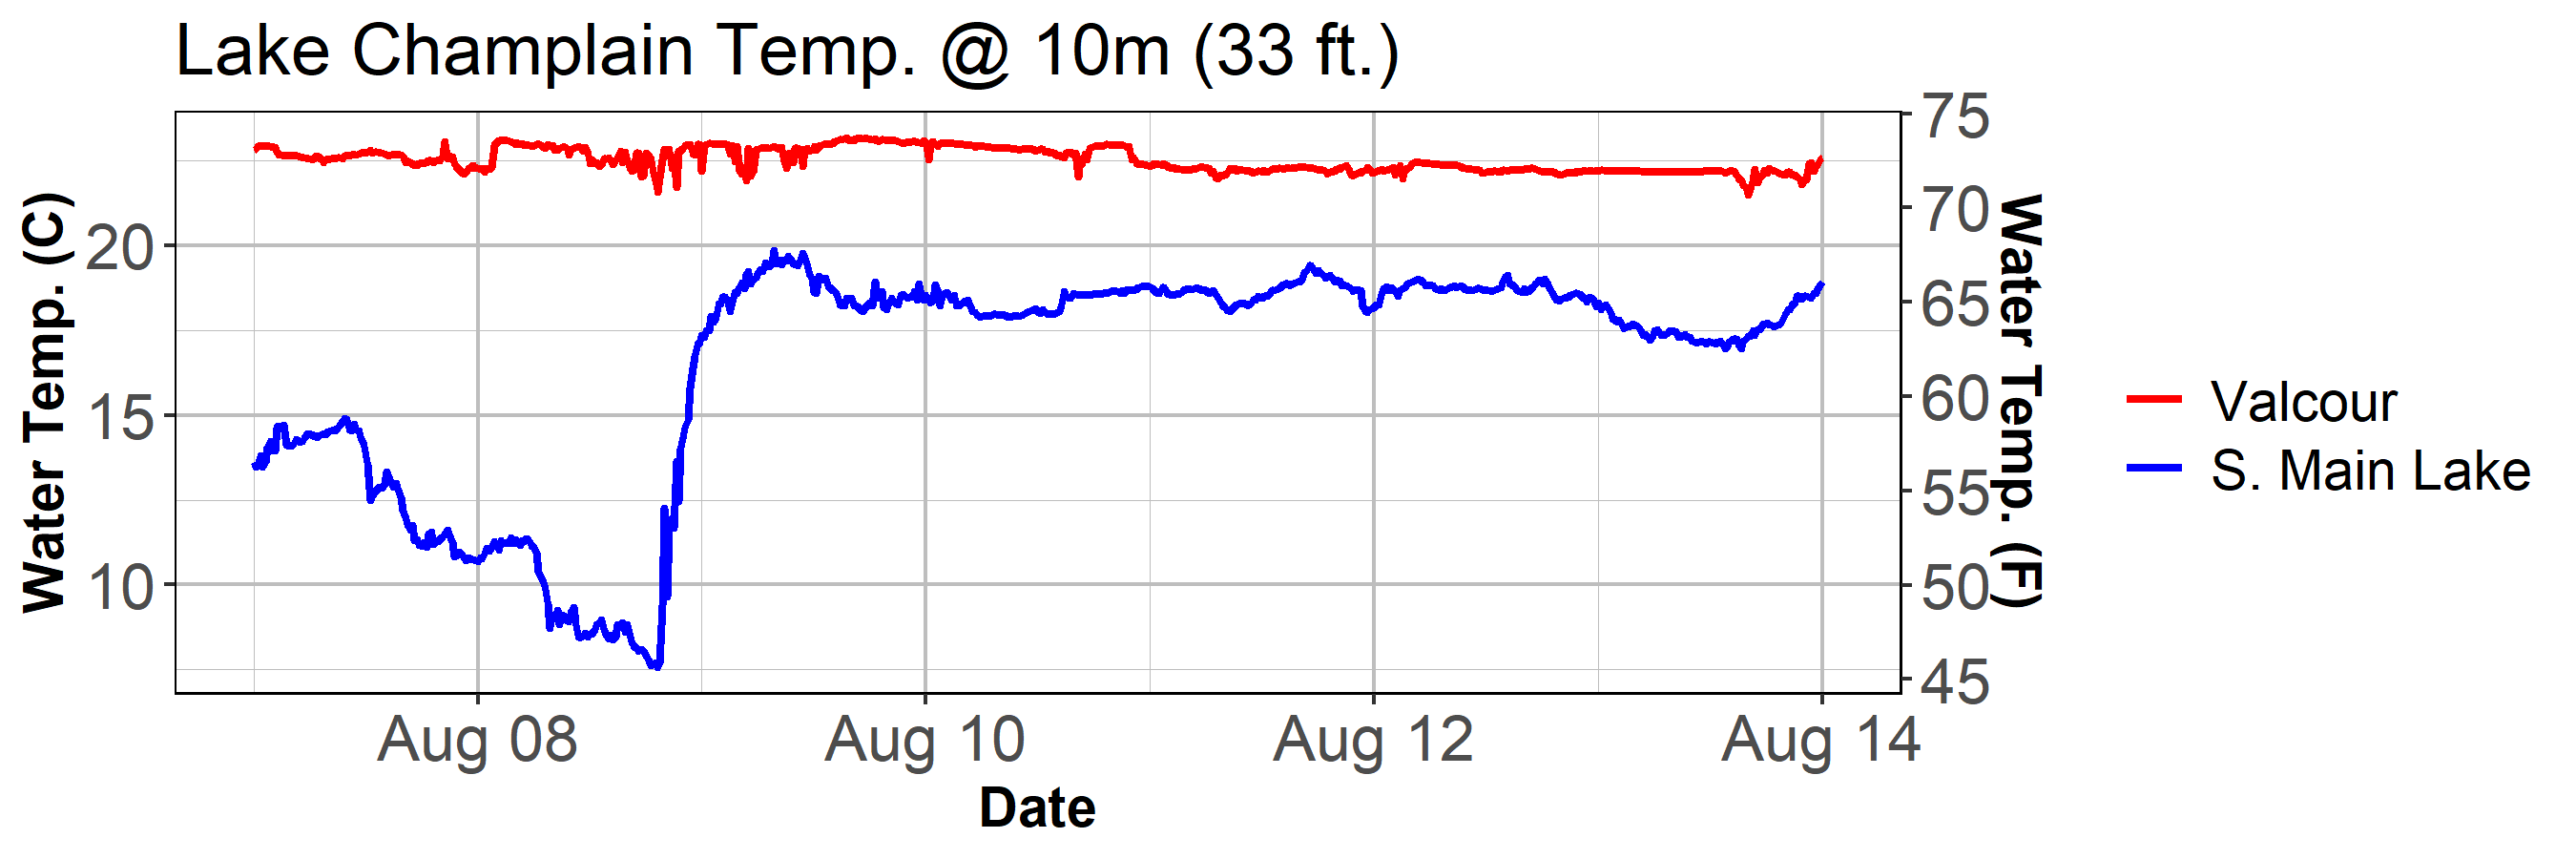 Lake Champlain Temp. @ 10m (33 ft.)
Water Temp. (C)
20
15
10
75
70
65
60
55
50
45
Water Temp. (F)
Aug 08
Aug 10
Aug 12
Aug 14
Date
Valcour
S. Main Lake